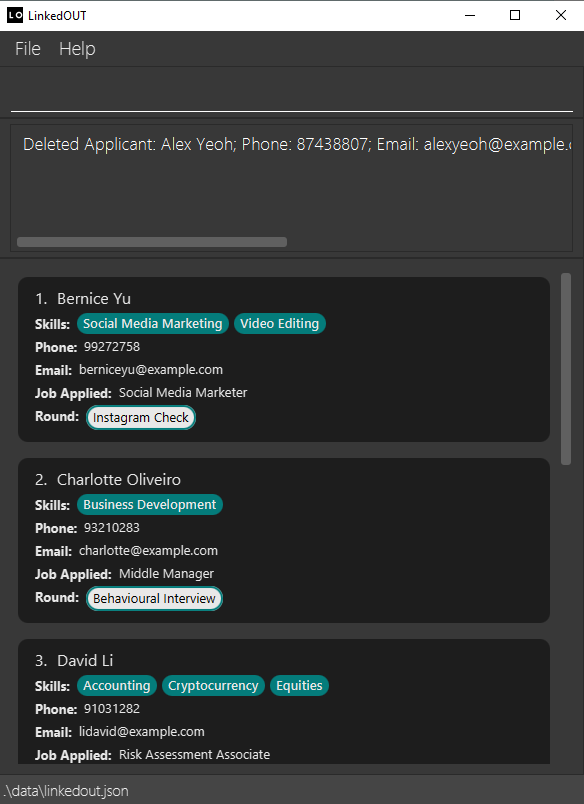 LO LinkedOUT
File Help
Deleted Applicant: Alex Yeoh; Phone: 87438807; Email: alexyeoh@example.c
1. Bernice Yu
Skills: Social Media Marketing Video Editing
Phone: 99272758
Email: berniceyu@example.com
Job Applied: Social Media Marketer
Round: Instagram Check
2. Charlotte Oliveiro
Skills: Business Development
Phone: 93210283
Email: charlotte@example.com
Job Applied: Middle Manager
Round: Behavioural Interview
3. David Li
Skills: Accounting Cryptocurrency Equities
Phone: 91031282
Email: lidavid@example.com
Job Applied: Risk Assessment Associate
.\data\linkedout.json